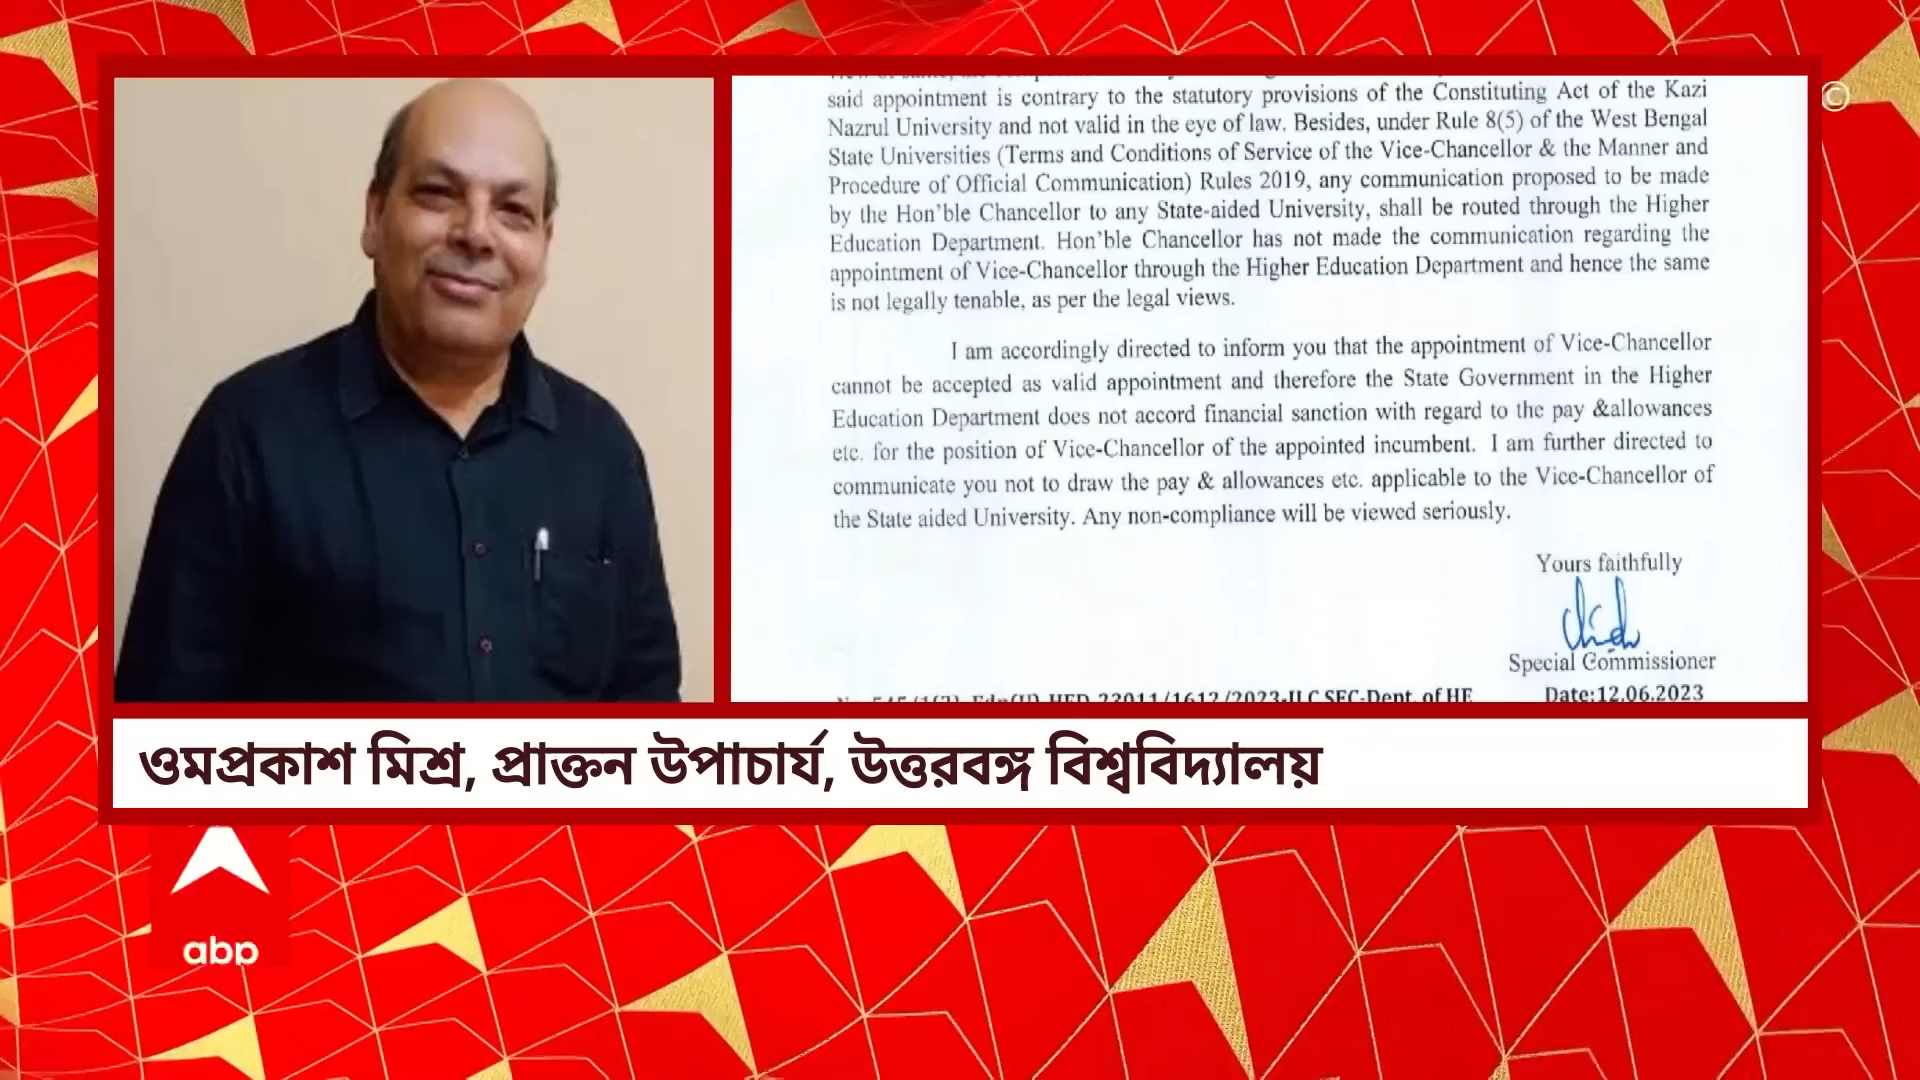 said appointment is contrary to the statutory provisions of the Constituting Act of the Kazi
Nazrul University and not valid in the eye of law. Besides, under Rule 8(5) of the West Bengal
State Universities (Terms and Conditions of Service of the Vice-Chancellor & the Manner and
Procedure of Official Communication) Rules 2019, any communication proposed to be made
by the Hon'ble Chancellor to any State-aided University, shall be routed through the Higher
Education Department. Hon'ble Chancellor has not made the communication regarding the
appointment of Vice-Chancellor through the Higher Education Department and hence the same
is not legally tenable, as per the legal views.
I am accordingly directed to inform you that the appointment of Vice-Chancellor
cannot be accepted as valid appointment and therefore the State Government in the Higher
Education Department does not accord financial sanction with regard to the pay &allowances
etc. for the position of Vice-Chancellor of the appointed incumbent. I am further directed to
communicate you not to draw the pay & allowances etc. applicable to the Vice-Chancellor of
the State aided University. Any non-compliance will be viewed seriously.
Yours faithfully
Special Commissioner
SEC-Dept. of HE
Date:12.06.2023
©
ওমপ্রকাশ মিশ্র, প্রাক্তন উপাচার্য, উত্তরবঙ্গ বিশ্ববিদ্যালয়
abp